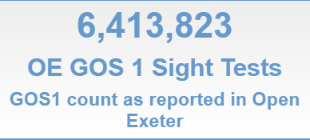 6,413,823
OE GOS 1 Sight Tests
GOS1 count as reported in Open
Exeter